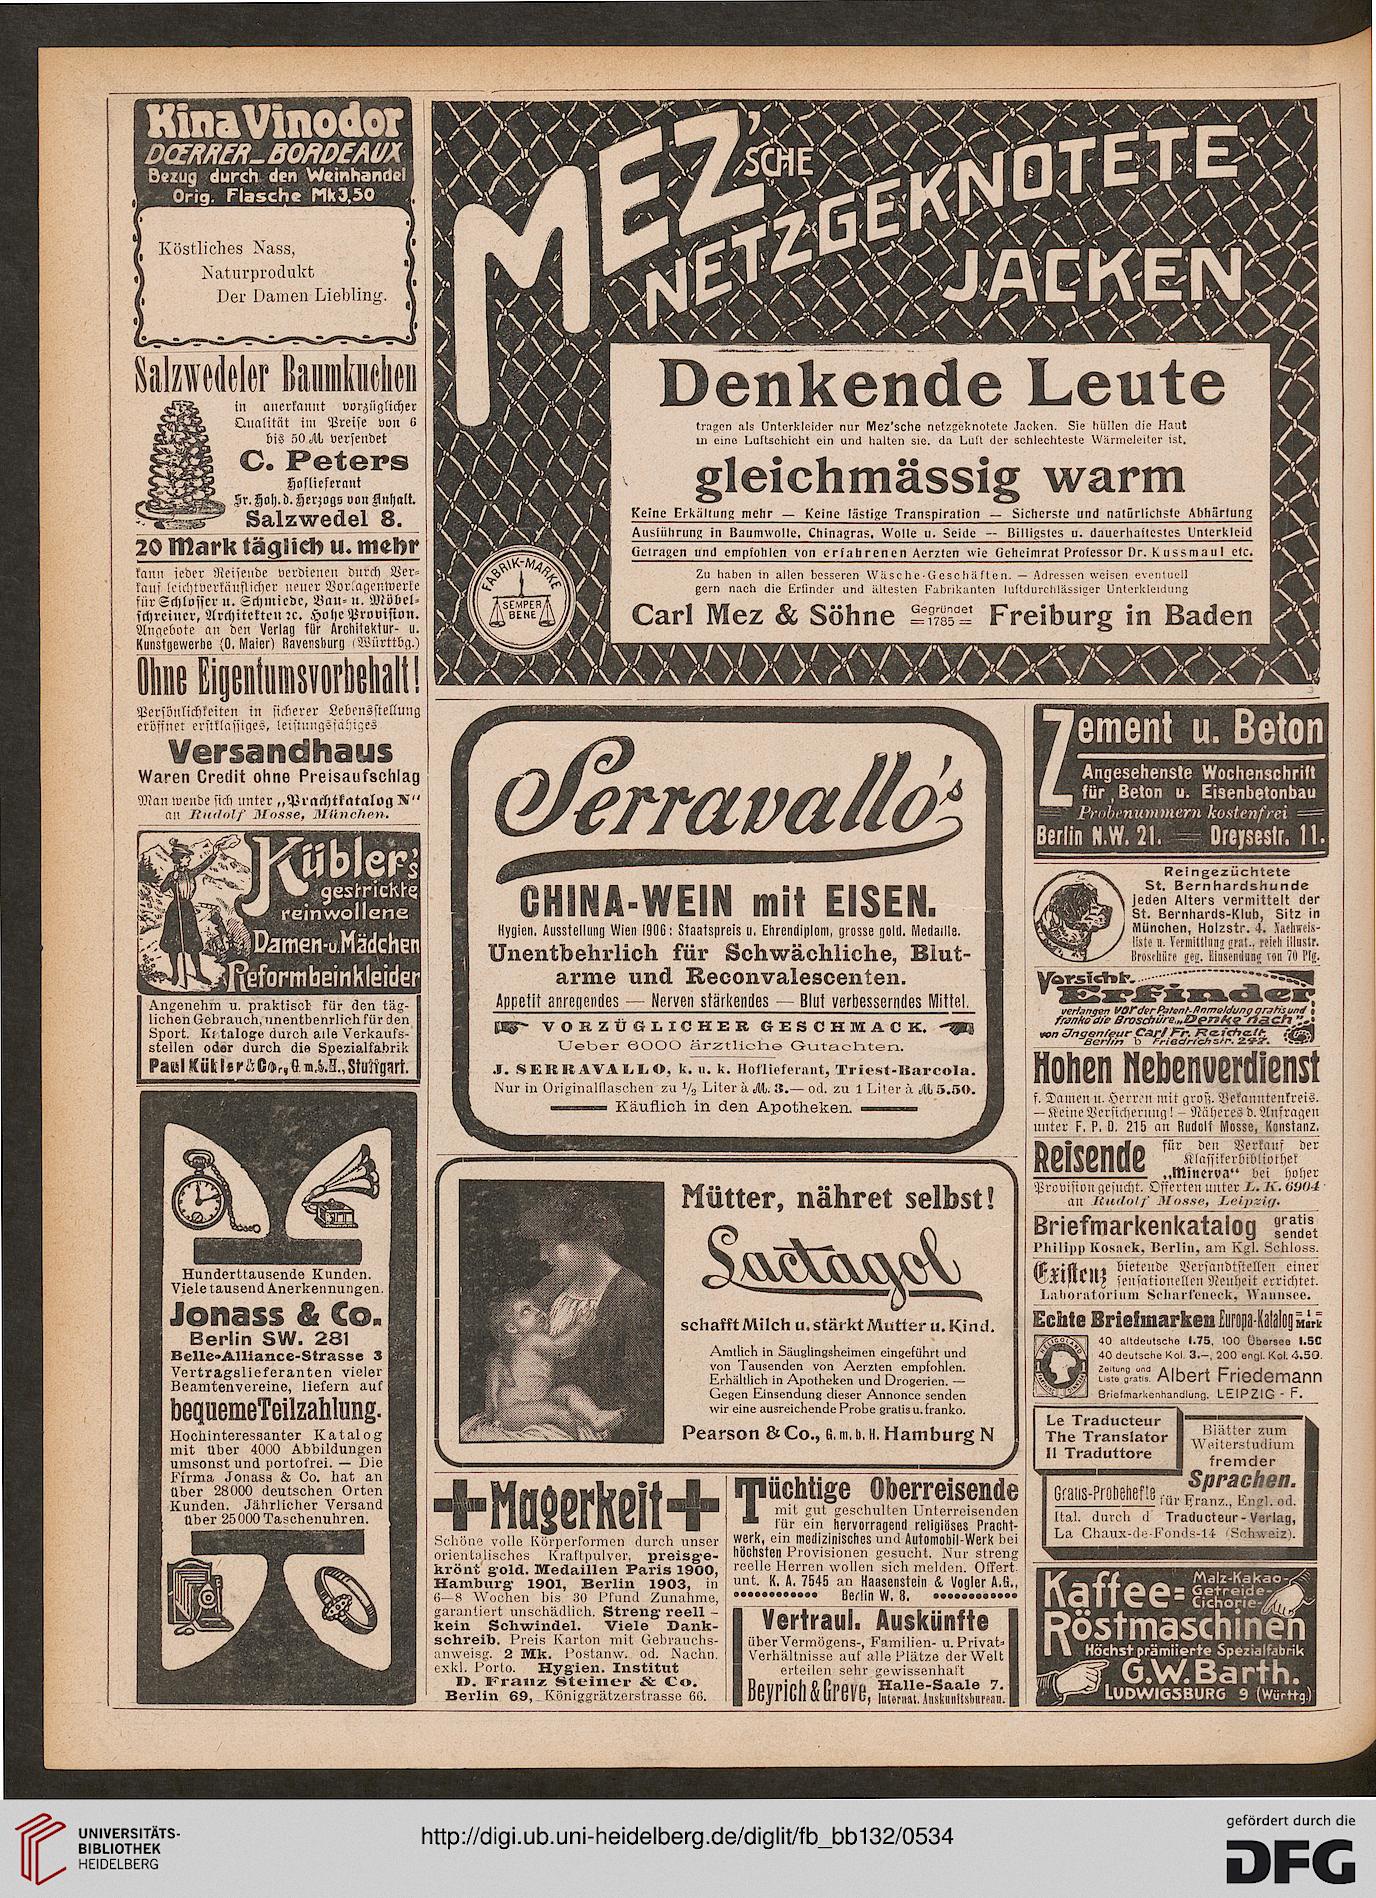 Kina Vinodor
DŒRRER_BORDEAUX
Bezug durch den Weinhandel
Orig. Flasche Mk3,50
Köstliches Nass,
Naturprodukt
Der Damen Liebling.
Salzwedeler Baumkuchen
in anerkannt vorzüglicher
Qualität im Preise von 6
bis 50 M versendet
C. Peters
Hoflieferant
Sr. Hoh. d. Herzogs von Anhalt.
Salzwedel 8.
20 Mark täglich u. mehr
kann jeder Reisende verdienen durch Ver-
kauf leichtverkäuflicher neuer Vorlagenwerke
für Schlosser u. Schmiede, Bau- u. Möbel-
schreiner, Architekten ꝛc. Hohe Provision.
Angebote an den Verlag für Architektur- u.
Kunstgewerbe (O. Maier) Ravensburg (Württbg.)
Ohne Eigentumsvorbehalt!
Persönlichkeiten in sicherer Lebensstellung
eröffnet erstklassiges, leistungsfähiges
Versandhaus
Waren Credit ohne Preisaufschlag
Man wende sich unter „Prachtkatalog N“
an Rudolf Mosse, München.
Kübler's
gestrickte
reinwollene
Damen-u.Mädchen
Reformbeinkleider
Angenehm u. praktisch für den täg-
lichen Gebrauch, unentbehrlich für den
Sport. Kataloge durch alle Verkaufs-
stellen oder durch die Spezialfabrik
Paul Kübler & Co., G.m.b.H., Stuttgart.
Hunderttausende Kunden.
Viele tausend Anerkennungen.
Jonass & Co.
Berlin SW. 281
Belle-Alliance-Strasse 3
Vertragslieferanten vieler
Beamtenvereine, liefern auf
bequeme Teilzahlung.
Hochinteressanter Katalog
mit über 4000 Abbildungen
umsonst und portofrei. — Die
Firma Jonass & Co. hat an
über 28000 deutschen Orten
Kunden. Jährlicher Versand
über 25000 Taschenuhren.
MEZ'SCHE
NETZGEKNOTETE
JACKEN
Denkende Leute
tragen als Unterkleider nur Mez'sche netzgeknotete Jacken. Sie hüllen die Haut
in eine Luftschicht ein und halten sie, da Luft der schlechteste Wärmeleiter ist,
gleichmässig warm
Keine Erkältung mehr — Keine lästige Transpiration — Sicherste und natürlichste Abhärtung
Ausführung in Baumwolle, Chinagras, Wolle u. Seide — Billigstes u. dauerhaftestes Unterkleid
Getragen und empfohlen von erfahrenen Aerzten wie Geheimrat Professor Dr. Kussmaul etc.
Zu haben in allen besseren Wäsche-Geschäften. — Adressen weisen eventuell
gern nach die Erfinder und ältesten Fabrikanten luftdurchlässiger Unterkleidung
Carl Mez & Söhne Gegründet 1785 Freiburg in Baden
FABRIK-MARKE
SEMPER
BENE
3
Serravallo's
CHINA-WEIN mit EISEN.
Hygien. Ausstellung Wien 1906: Staatspreis u. Ehrendiplom, grosse gold. Medaille.
Unentbehrlich für Schwächliche, Blut-
arme und Reconvalescenten.
Appetit anregendes — Nerven stärkendes — Blut verbesserndes Mittel.
VORZÜGLICHER GESCHMACK.
Ueber 6000 ärztliche Gutachten.
J. SERRAVALLO, k. u. k. Hoflieferant, Triest-Barcola.
Nur in Originalflaschen zu 1/2 Liter à M. 3.— od. zu 1 Liter à M 5.50.
Käuflich in den Apotheken.
Mütter, nähret selbst!
Lactagol
schafft Milch u. stärkt Mutter u. Kind.
Amtlich in Säuglingsheimen eingeführt und
von Tausenden von Aerzten empfohlen.
Erhältlich in Apotheken und Drogerien. —
Gegen Einsendung dieser Annonce senden
wir eine ausreichende Probe gratis u. franko.
Pearson & Co., G. m. b. H. Hamburg N
Magerkeit
Schöne volle Körperformen durch unser
orientalisches Kraftpulver, preisge-
krönt gold. Medaillen Paris 1900,
Hamburg 1901, Berlin 1903, in
6—8 Wochen bis 30 Pfund Zunahme,
garantiert unschädlich. Streng reell -
kein Schwindel. Viele Dank-
schreib. Preis Karton mit Gebrauchs-
anweisg. 2 Mk. Postanw. od. Nachn.
exkl. Porto. Hygien. Institut
D. Franz Steiner & Co.
Berlin 69, Königgrätzerstrasse 66.
Tüchtige Oberreisende
mit gut geschulten Unterreisenden
für ein hervorragend religiöses Pracht-
werk, ein medizinisches und Automobil-Werk bei
höchsten Provisionen gesucht. Nur streng
reelle Herren wollen sich melden. Offert.
unt. K. A. 7545 an Haasenstein & Vogler A.G.,
Berlin W. 8.
Vertraul. Auskünfte
über Vermögens-, Familien- u. Privat-
Verhältnisse auf alle Plätze der Welt
erteilen sehr gewissenhaft
Beyrich & Greve, Halle-Saale 7.
Internat. Auskunftsbureau.
Zement u. Beton
Angesehenste Wochenschrift
für Beton u. Eisenbetonbau
Probenummern kostenfrei
Berlin N.W. 21. Dreysestr. 11.
Reingezüchtete
St. Bernhardshunde
jeden Alters vermittelt der
St. Bernhards-Klub, Sitz in
München, Holzstr. 4. Nachweis-
liste u. Vermittlung grat., reich illustr.
Broschüre geg. Einsendung von 70 Pfg.
Vorsicht
Erfinder
verlangen vor der Patent-Anmeldung gratis und
franko die Broschüre „Denke nach“
von Jngenieur Carl Fr. Reichelt,
Berlin b Friedrichstr. 242.
Hohen Nebenverdienst
f. Damen u. Herren mit groß. Bekanntenkreis.
— Keine Versicherung! — Näheres d. Anfragen
unter F. P. D. 215 an Rudolf Mosse, Konstanz.
Reisende für den Verkauf der
Klassikerbibliothek
„Minerva“ bei hoher
Provision gesucht. Offerten unter L. K. 6904
an Rudolf Mosse, Leipzig.
Briefmarkenkatalog gratis sendet
Philipp Kosack, Berlin, am Kgl. Schloss.
Existenz bietende Versandtstellen einer
sensationellen Neuheit errichtet.
Laboratorium Scharfeneck, Wannsee.
Echte Briefmarken Europa-Katalog 1 Mark
HELIGOLAND
40 altdeutsche 1.75, 100 Übersee 1.50
40 deutsche Kol. 3.—, 200 engl. Kol. 4.50.
Zeitung und Liste gratis. Albert Friedemann
Briefmarkenhandlung, LEIPZIG - F.
Le Traducteur
The Translator
Il Traduttore
Blätter zum
Weiterstudium
fremder
Sprachen.
Gratis-Probehefte für Franz., Engl. od.
Ital. durch d. Traducteur-Verlag,
La Chaux-de-Fonds-14 (Schweiz).
Kaffee= Malz-Kakao-
Getreide-
Cichorie-
Röstmaschinen
Höchst prämiierte Spezialfabrik
G.W. Barth.
LUDWIGSBURG 9 (Württg.)
UNIVERSITÄTS-
BIBLIOTHEK
HEIDELBERG
http://digi.ub.uni-heidelberg.de/diglit/fb_bb132/0534
gefördert durch die
DFG